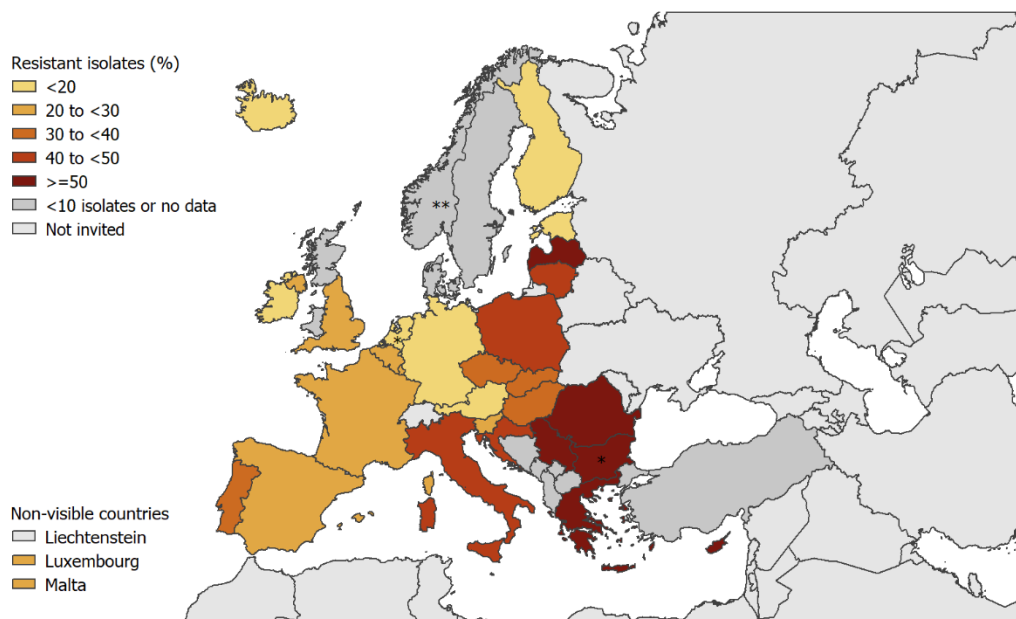 Resistant isolates (%)
<20
20 to <30
30 to <40
40 to <50
>=50
<10 isolates or no data
Not invited
**
*
*
Non-visible countries
Liechtenstein
Luxembourg
Malta